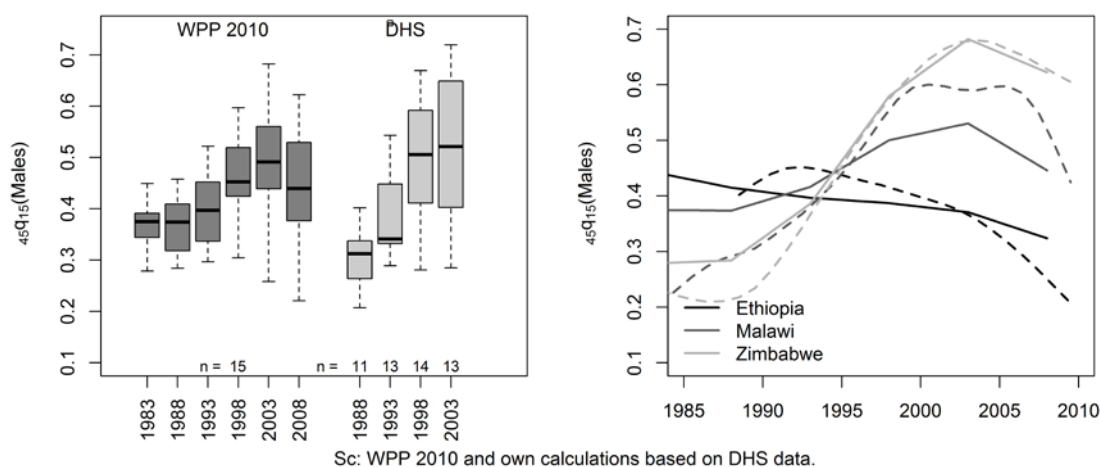 WPP 2010
DHS
45q15(Males)
0.7
0.6
0.5
0.4
0.3
0.2
0.1
n = 15
n = 11 13 14 13
1983 1988 1993 1998 2003 2008 1988 1993 1998 2003
45q15(Males)
0.7
0.6
0.5
0.4
0.3
0.2
0.1
Ethiopia
Malawi
Zimbabwe
1985 1990 1995 2000 2005 2010
Sc: WPP 2010 and own calculations based on DHS data.